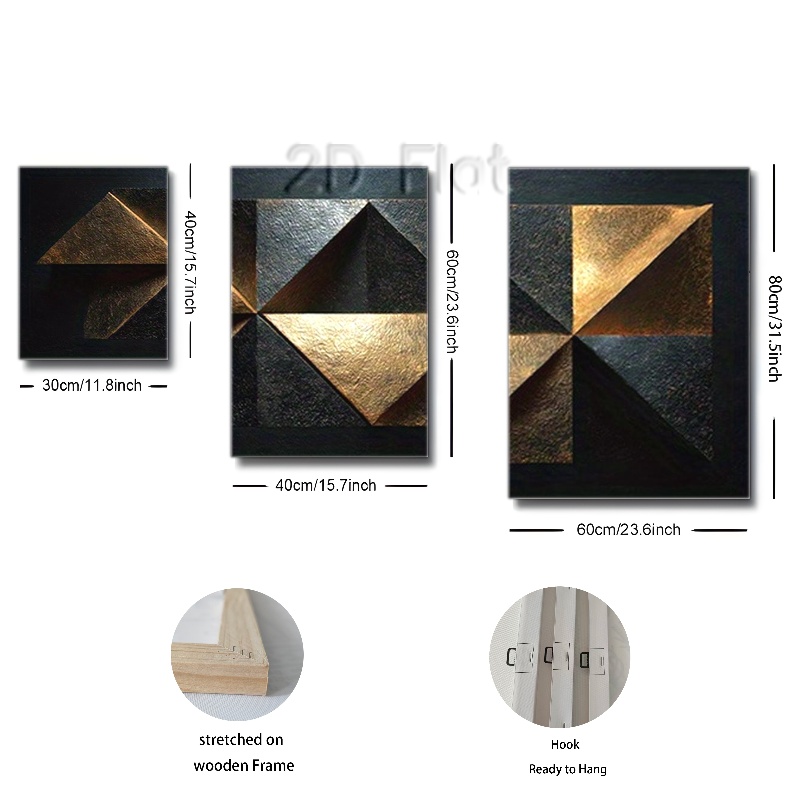 2D Flat
40cm/15.7inch
60cm/23.6inch
80cm/31.5inch
30cm/11.8inch
40cm/15.7inch
60cm/23.6inch
stretched on
wooden Frame
Hook
Ready to Hang